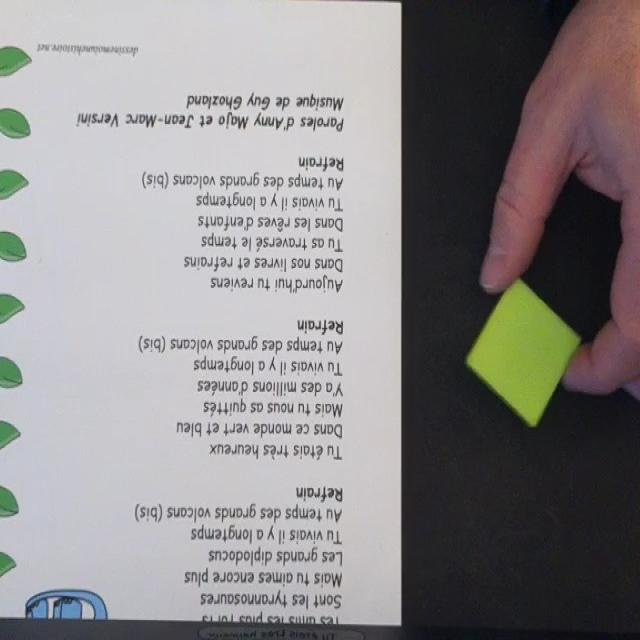 Les amis les plus forts
Sont les tyrannosaures
Mais tu aimes encore plus
Les grands diplodocus
Tu vivais il y a longtemps
Au temps des grands volcans (bis)
Refrain
Tu étais très heureux
Dans ce monde vert et bleu
Mais tu nous as quittés
Y'a des millions d'années
Tu vivais il y a longtemps
Au temps des grands volcans (bis)
Refrain
Aujourd'hui tu reviens
Dans nos livres et refrains
Tu as traversé le temps
Dans les rêves d'enfants
Tu vivais il y a longtemps
Au temps des grands volcans (bis)
Refrain
Paroles d'Anny Majo et Jean-Marc Versini
Musique de Guy Ghozland
dessinemoiunehistoire.net